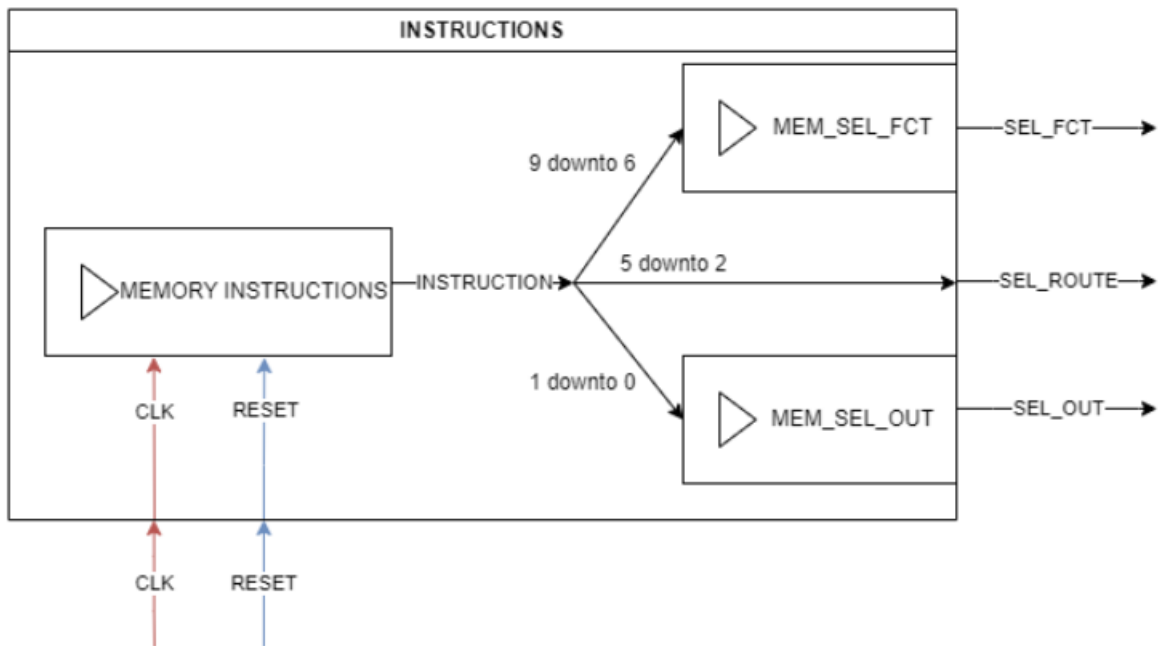 INSTRUCTIONS
MEM_SEL_FCT
SEL_FCT
9 downto 6
MEMORY INSTRUCTIONS
INSTRUCTION
5 downto 2
SEL_ROUTE
1 downto 0
MEM_SEL_OUT
SEL_OUT
CLK
RESET
CLK
RESET